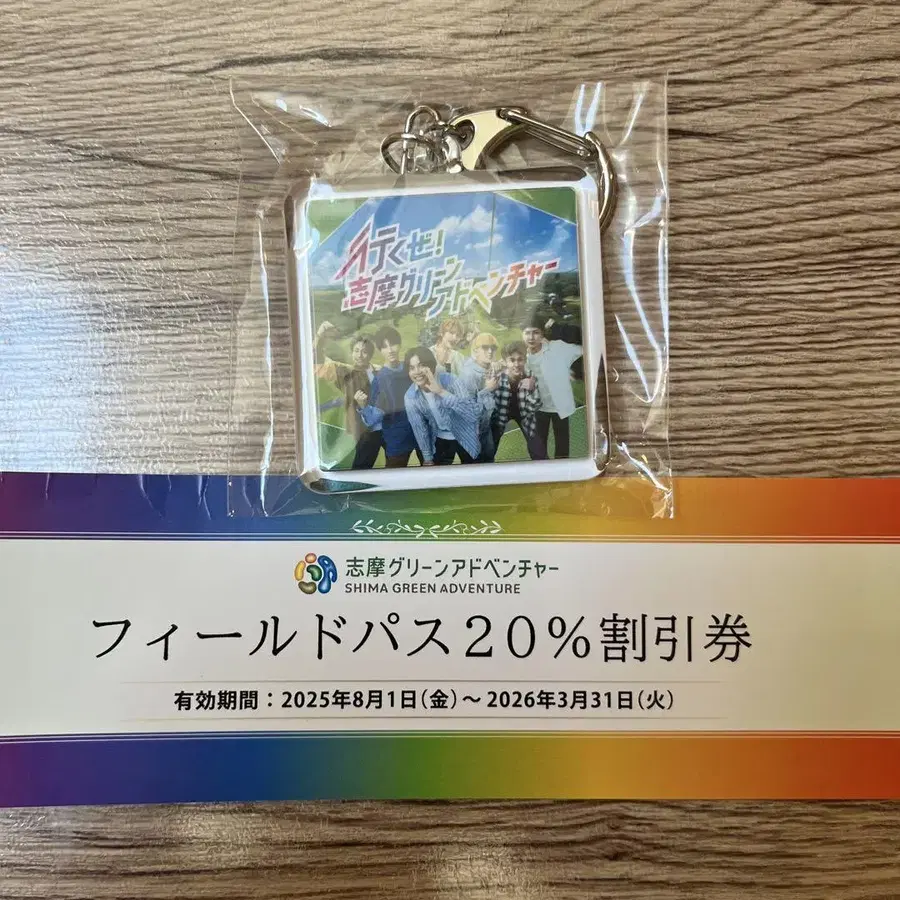 行くぜ!
志摩グリーン
アドベンチャー
志摩グリーンアドベンチャー
SHIMA GREEN ADVENTURE
フィールドパス20%割引券
有効期間：2025年8月1日(金)〜2026年3月31日(火)